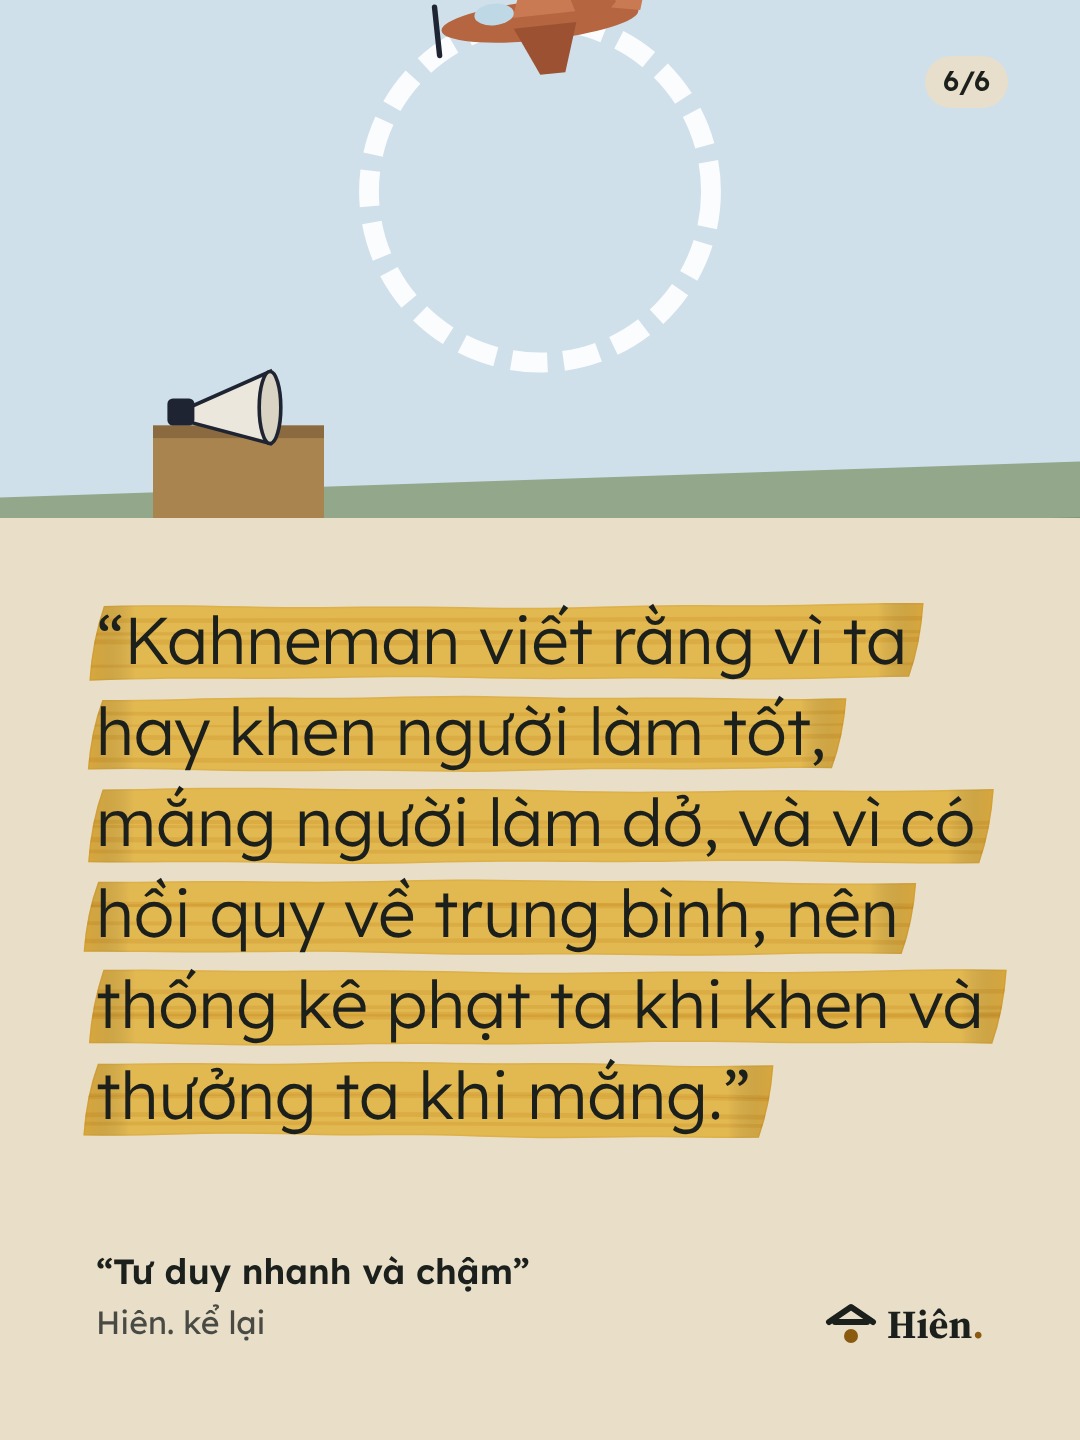 6/6
“Kahneman viết rằng vì ta
hay khen người làm tốt,
mắng người làm dở, và vì có
hồi quy về trung bình, nên
thống kê phạt ta khi khen và
thưởng ta khi mắng.”
“Tư duy nhanh và chậm”
Hiên. kể lại
Hiên.